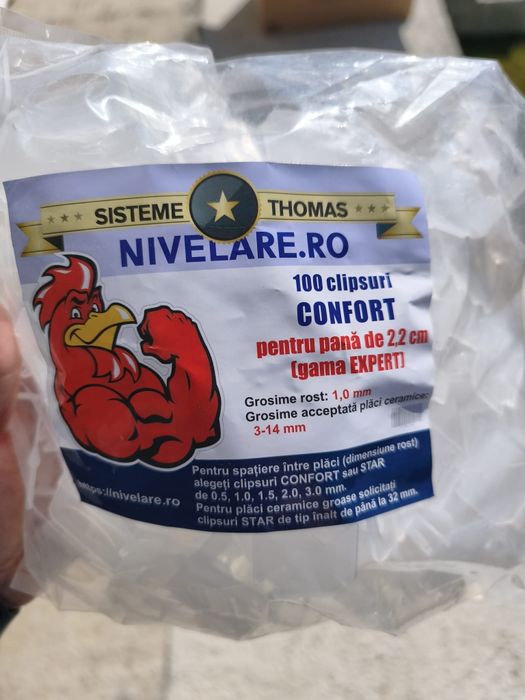 SISTEME THOMAS
NIVELARE.RO
100 clipsuri
CONFORT
pentru pană de 2,2 cm
(gama EXPERT)
Grosime rost: 1,0 mm
Grosime acceptată plăci ceramice:
3-14 mm
Pentru spațiere între plăci (dimensiune rost)
alegeți clipsuri CONFORT sau STAR
de 0.5, 1.0, 1.5, 2.0, 3.0 mm.
Pentru plăci ceramice groase solicitați
clipsuri STAR de tip înalt de până la 32 mm.
https://nivelare.ro